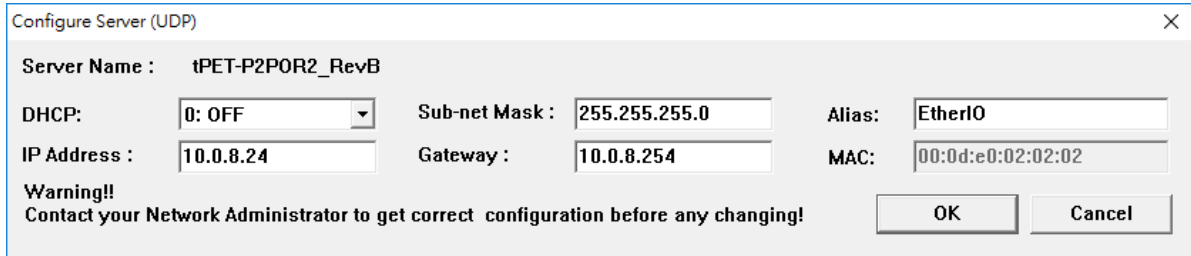 Configure Server (UDP)
Server Name : tPET-P2POR2_RevB
DHCP: 0: OFF Sub-net Mask : 255.255.255.0 Alias: EtherIO
IP Address : 10.0.8.24 Gateway : 10.0.8.254 MAC: 00:0d:e0:02:02:02
Warning!!
Contact your Network Administrator to get correct configuration before any changing!
OK Cancel